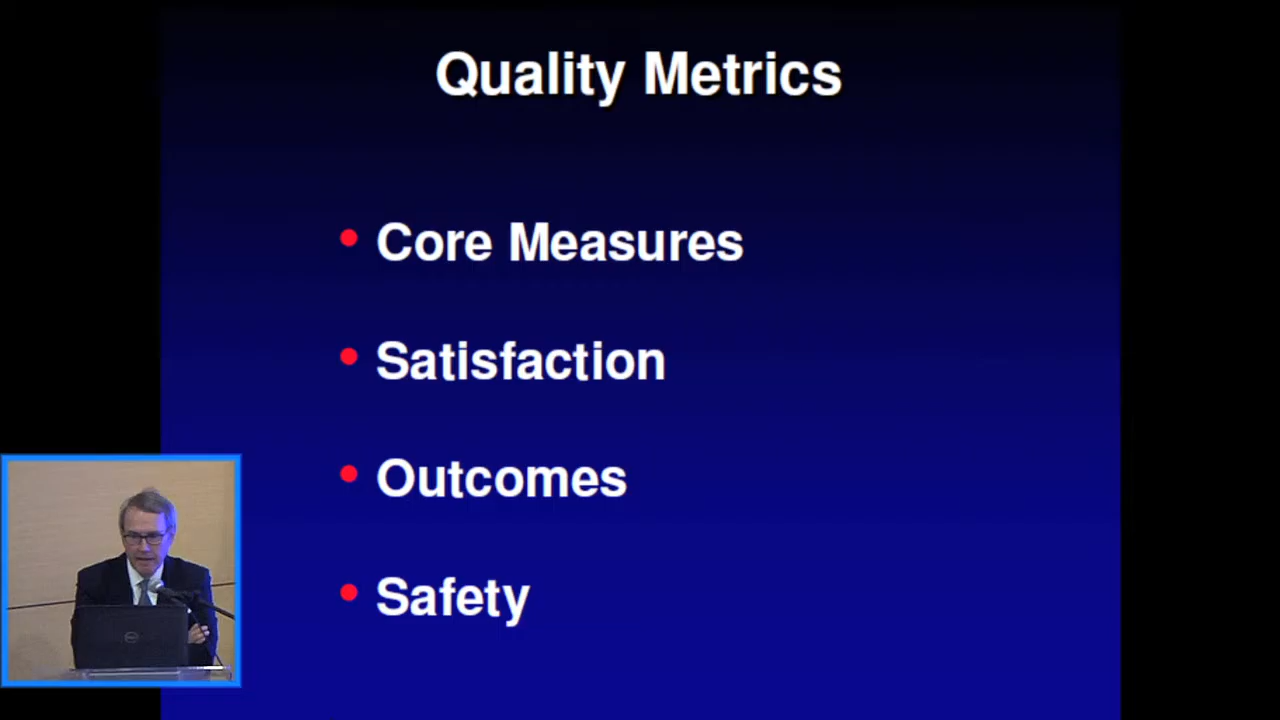 Quality Metrics
• Core Measures
• Satisfaction
• Outcomes
• Safety